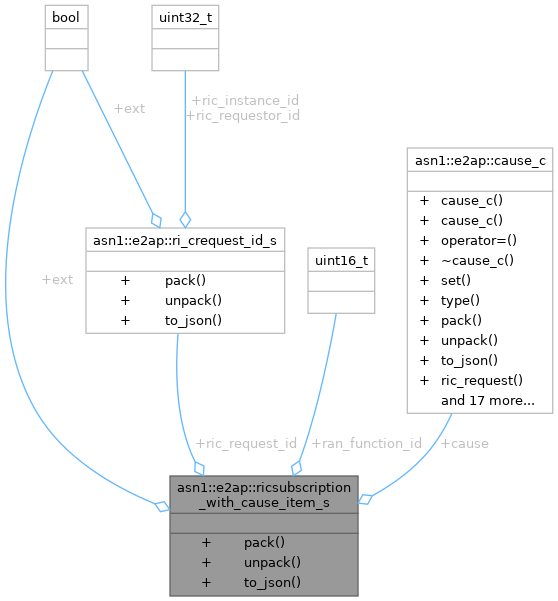 bool
uint32_t
+ext
+ric_instance_id
+ric_requestor_id
asn1::e2ap::cause_c
+ cause_c()
+ cause_c()
+ operator=()
+ ~cause_c()
+ set()
+ type()
+ pack()
+ unpack()
+ to_json()
+ ric_request()
and 17 more...
asn1::e2ap::ri_crequest_id_s
+ pack()
+ unpack()
+ to_json()
uint16_t
+ext
+ric_request_id
+ran_function_id
+cause
asn1::e2ap::ricsubscription
_with_cause_item_s
+ pack()
+ unpack()
+ to_json()